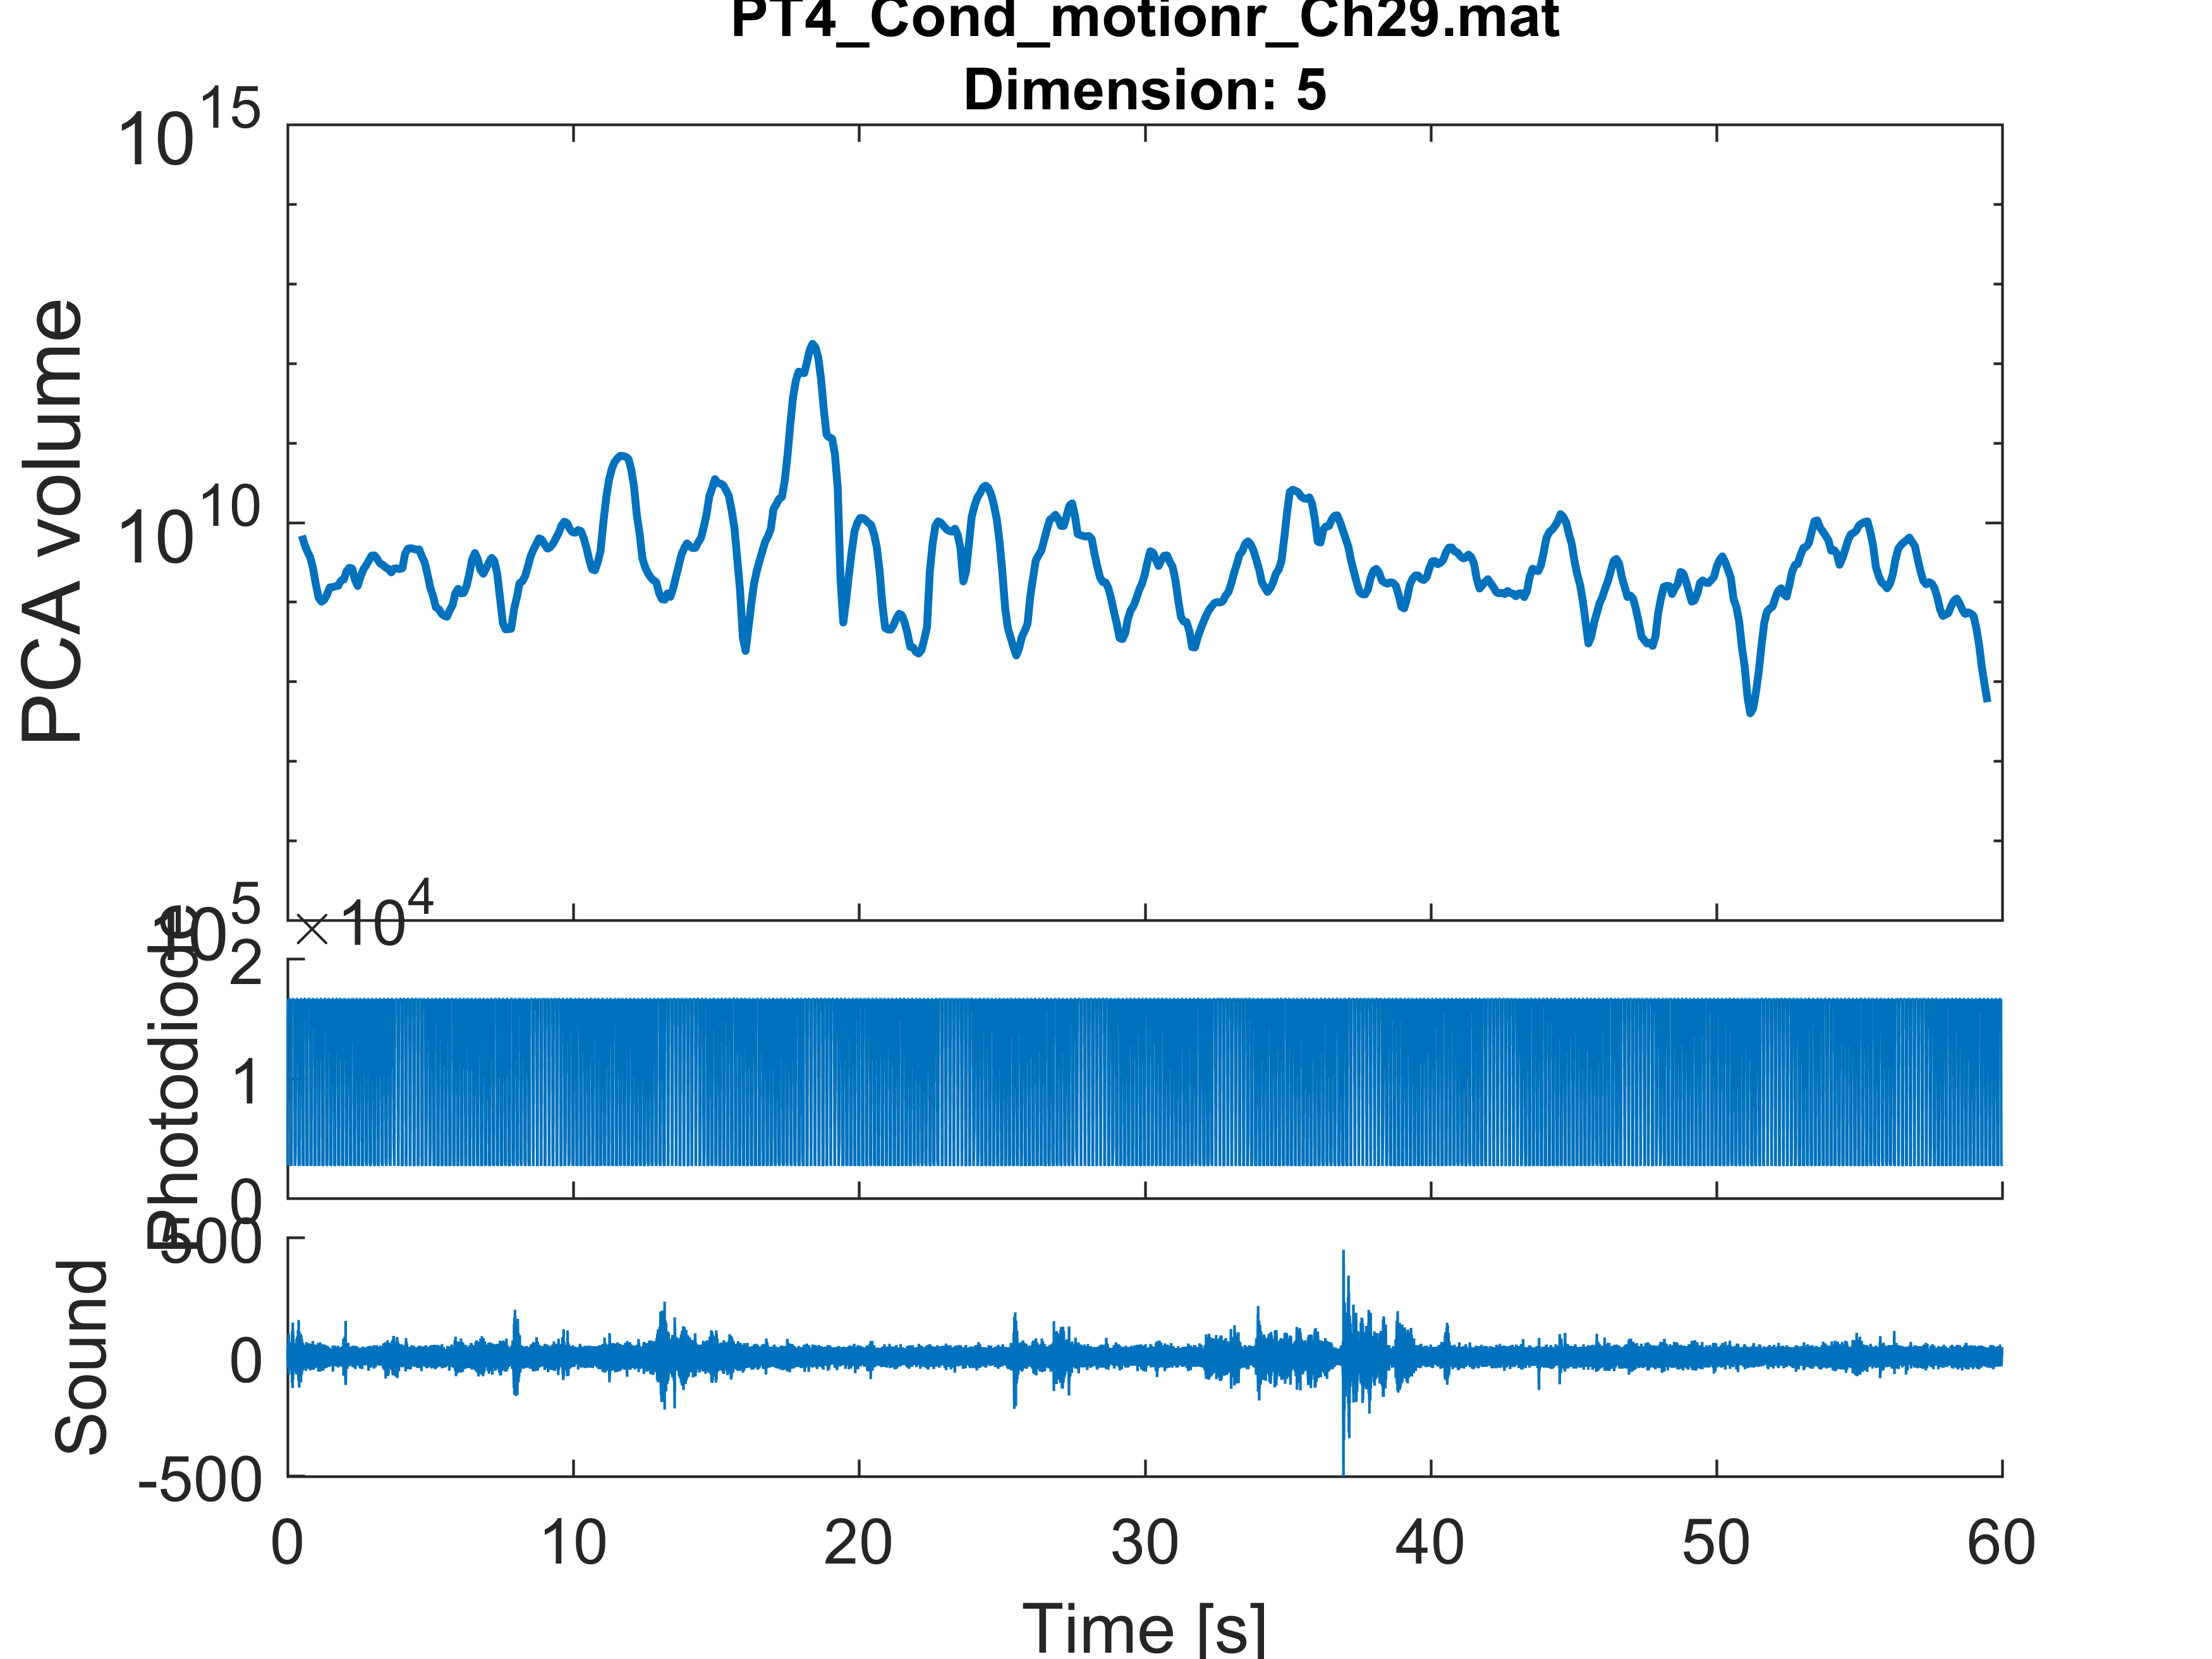 PT4_Cond_motionr_Ch29.mat
Dimension: 5
10^15
10^10
10^5
PCA volume
×10^4
2
1
0
Photodiode
500
0
-500
Sound
0 10 20 30 40 50 60
Time [s]